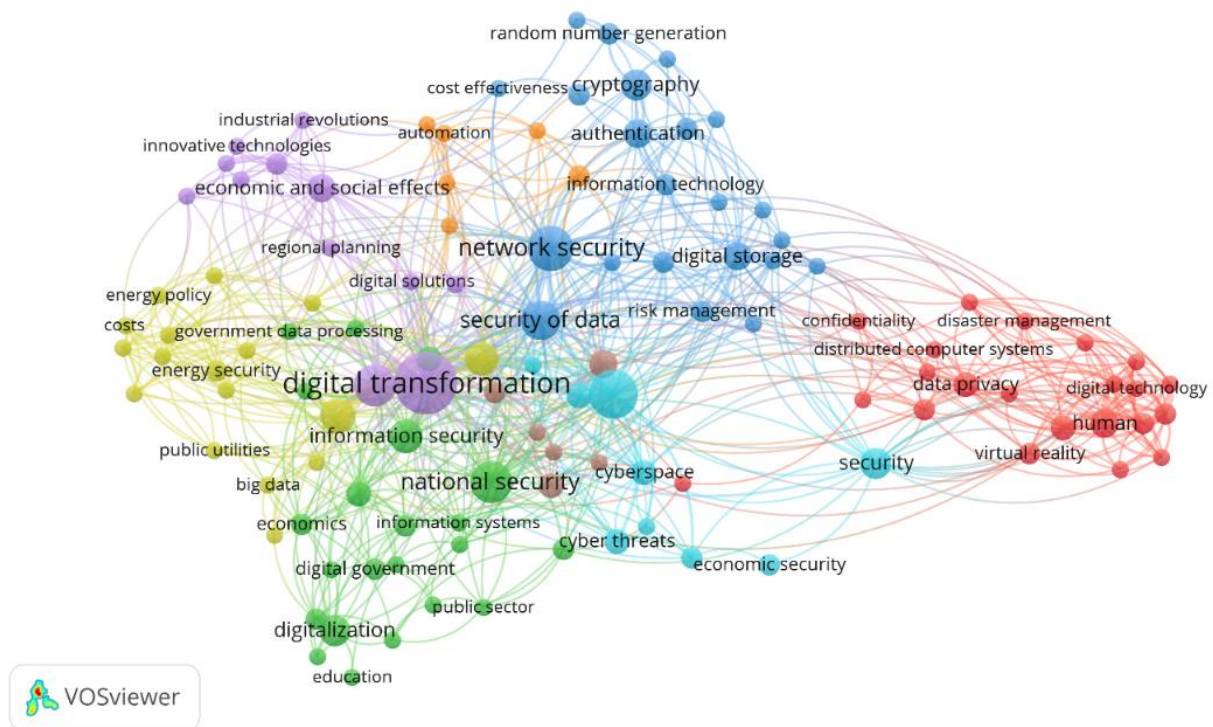 random number generation
cost effectiveness
cryptography
industrial revolutions
automation
authentication
innovative technologies
economic and social effects
information technology
regional planning
network security
digital storage
digital solutions
energy policy
security of data
risk management
costs
government data processing
confidentiality
disaster management
distributed computer systems
energy security
digital transformation
data privacy
digital technology
information security
human
public utilities
virtual reality
security
cyberspace
national security
big data
economics
information systems
cyber threats
economic security
digital government
public sector
digitalization
education
VOSviewer